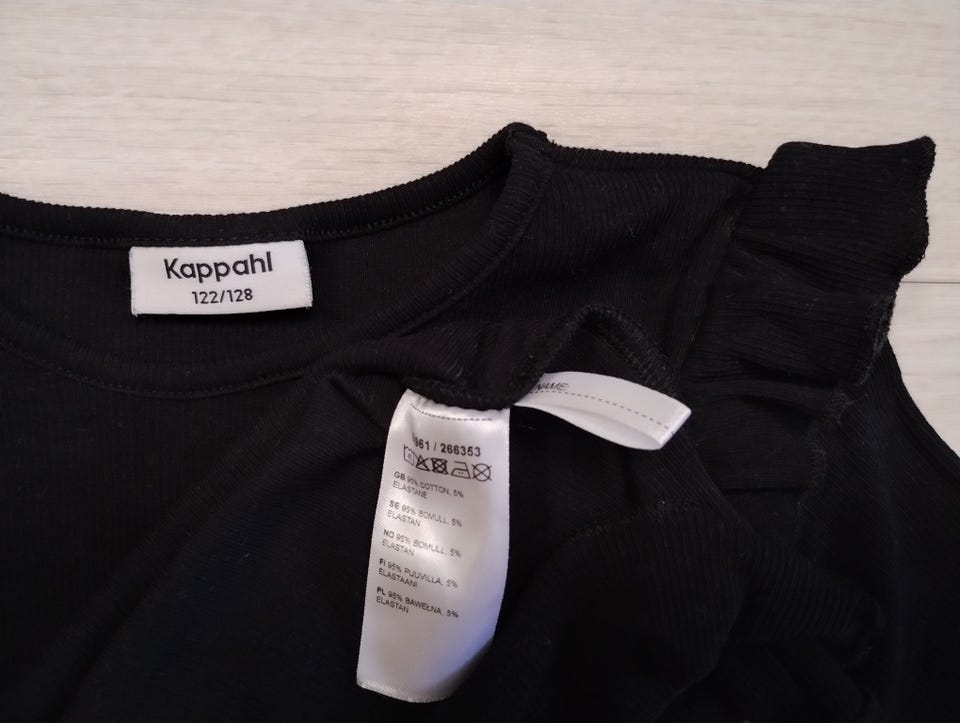 Kappahl
122/128
NAME:
961 / 266353
GB 95% COTTON, 5%
ELASTANE
SE 95% BOMULL, 5%
ELASTAN
NO 95% BOMULL, 5%
ELASTAN
FI 95% PUUVILLA, 5%
ELASTAANI
PL 95% BAWEŁNA, 5%
ELASTAN